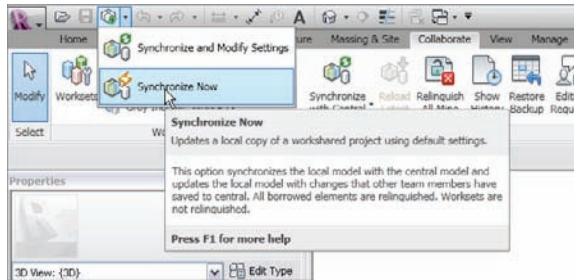 A
Home
ure
Massing & Site
Collaborate
View
Manage
Synchronize and Modify Settings
Synchronize Now
Modify
Worksets
Synchronize
with Central
Reload
Relinquish
All Mine
Show
History
Restore
Backup
Edit
Requ
Select
Wo
Synchronize Now
Updates a local copy of a workshared project using default settings.
This option synchronizes the local model with the central model and
updates the local model with changes that other team members have
saved to central. All borrowed elements are relinquished. Worksets are
not relinquished.
Press F1 for more help
Properties
3D View: {3D}
Edit Type